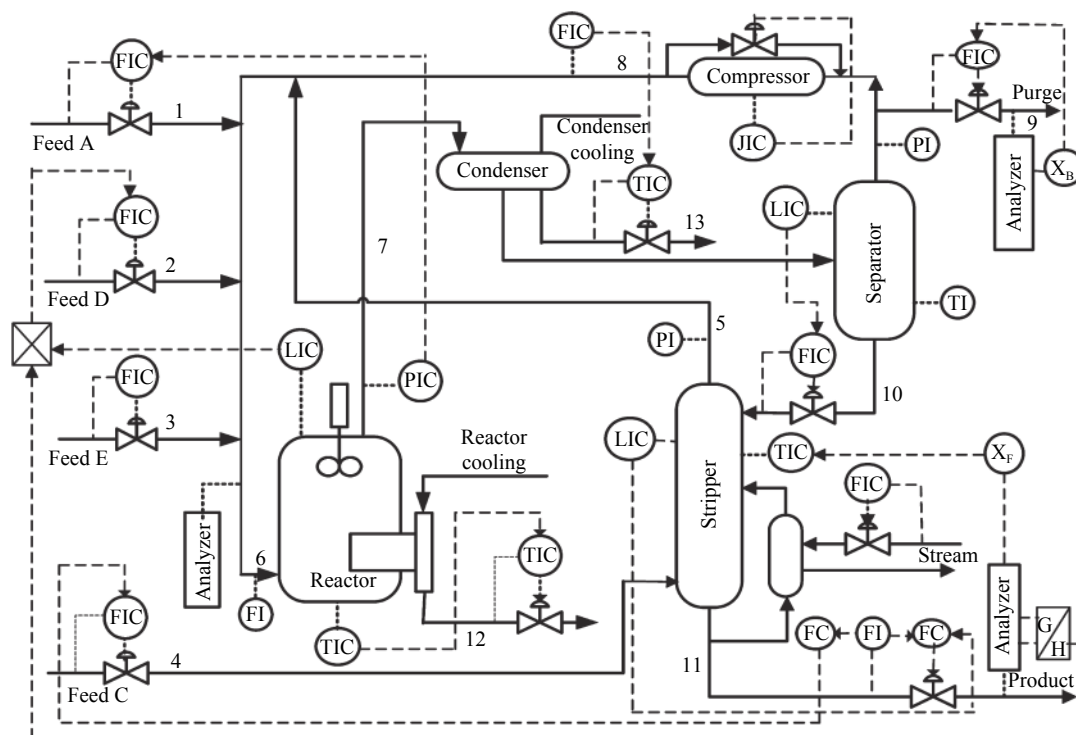 FIC
8
Compressor
FIC
Purge
9
FIC
1
Feed A
JIC
PI
X_B
Analyzer
Condenser
cooling
Condenser
TIC
13
LIC
Separator
TI
FIC
2
Feed D
7
5
PI
FIC
10
LIC
PIC
FIC
3
Feed E
Reactor
cooling
LIC
TIC
X_F
FIC
Stripper
Stream
Analyzer
6
FI
Reactor
TIC
TIC
12
FIC
4
Feed C
11
FC
FI
FC
Analyzer
G
H
Product